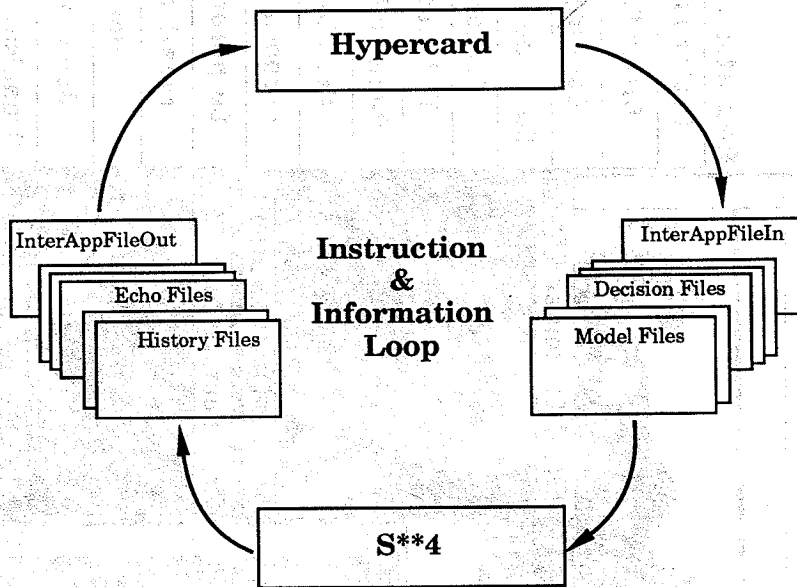 Hypercard
InterAppFileOut
Echo Files
History Files
Instruction
&
Information
Loop
InterAppFileIn
Decision Files
Model Files
S**4